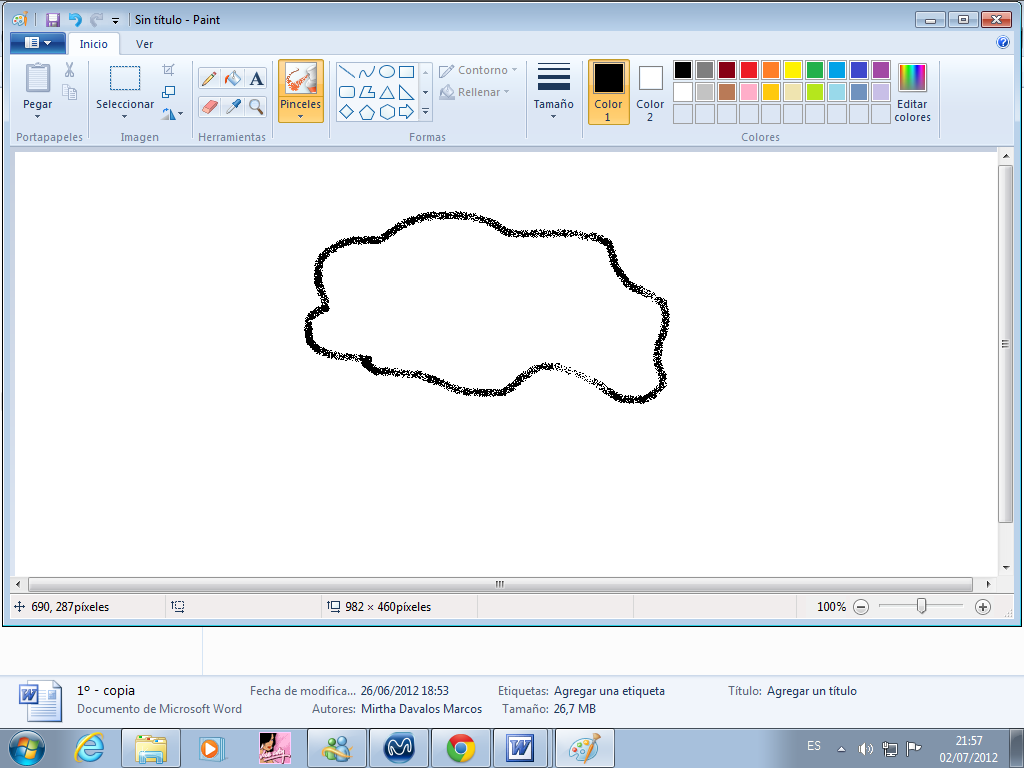 Sin título - Paint
Inicio Ver
Pegar
Portapapeles
Seleccionar
Imagen
A
Herramientas
Pinceles
Contorno
Rellenar
Formas
Tamaño
Color 1
Color 2
Editar colores
Colores
690, 287píxeles
982 × 460píxeles
100%
1º - copia
Documento de Microsoft Word
Fecha de modifica... 26/06/2012 18:53
Autores: Mirtha Davalos Marcos
Etiquetas: Agregar una etiqueta
Tamaño: 26,7 MB
Título: Agregar un título
ES
21:57
02/07/2012